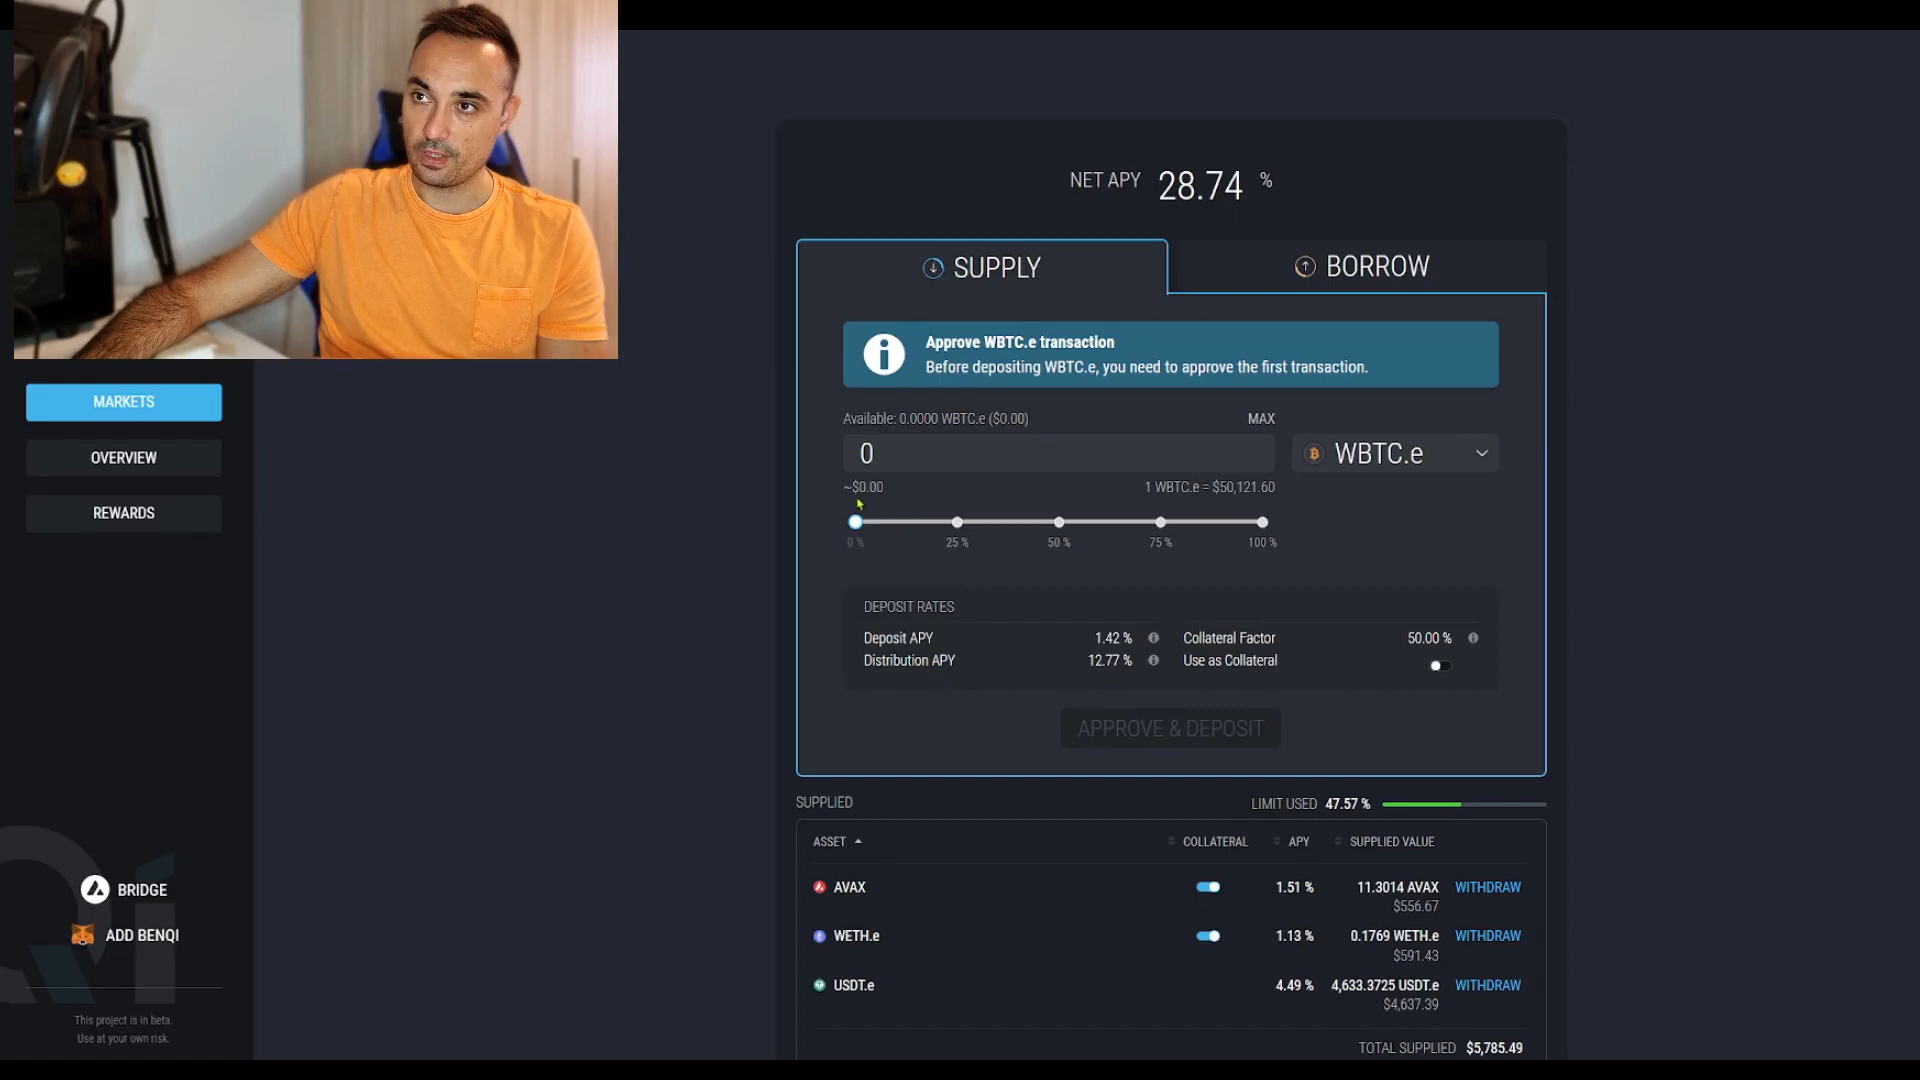 NET APY 28.74 %
SUPPLY
BORROW
Approve WBTC.e transaction
Before depositing WBTC.e, you need to approve the first transaction.
Available: 0.0000 WBTC.e ($0.00) MAX
0
WBTC.e
~$0.00 1 WBTC.e = $50,121.60
0 % 25 % 50 % 75 % 100 %
DEPOSIT RATES
Deposit APY 1.42 % Collateral Factor 50.00 %
Distribution APY 12.77 % Use as Collateral
APPROVE & DEPOSIT
SUPPLIED LIMIT USED 47.57 %
ASSET COLLATERAL APY SUPPLIED VALUE
AVAX 1.51 % 11.3014 AVAX WITHDRAW
$556.67
WETH.e 1.13 % 0.1769 WETH.e WITHDRAW
$591.43
USDT.e 4.49 % 4,633.3725 USDT.e WITHDRAW
$4,637.39
TOTAL SUPPLIED $5,785.49
MARKETS
OVERVIEW
REWARDS
BRIDGE
ADD BENQI
This project is in beta.
Use at your own risk.